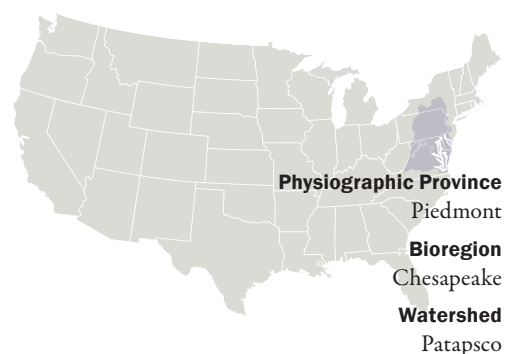 Physiographic Province
Piedmont
Bioregion
Chesapeake
Watershed
Patapsco